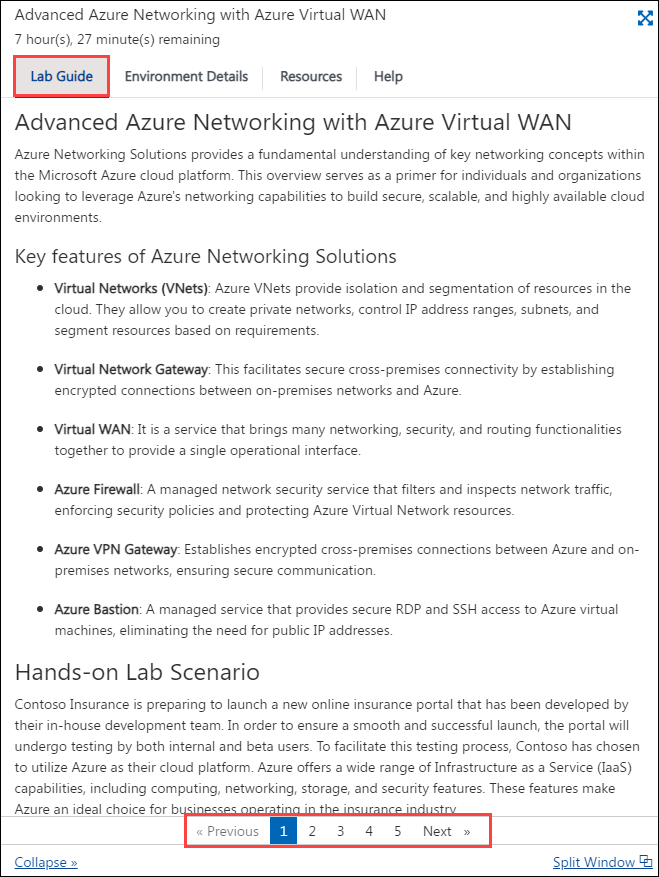 Advanced Azure Networking with Azure Virtual WAN
7 hour(s), 27 minute(s) remaining
Lab Guide Environment Details Resources Help
Advanced Azure Networking with Azure Virtual WAN
Azure Networking Solutions provides a fundamental understanding of key networking concepts within
the Microsoft Azure cloud platform. This overview serves as a primer for individuals and organizations
looking to leverage Azure's networking capabilities to build secure, scalable, and highly available cloud
environments.
Key features of Azure Networking Solutions
• Virtual Networks (VNets): Azure VNets provide isolation and segmentation of resources in the
cloud. They allow you to create private networks, control IP address ranges, subnets, and
segment resources based on requirements.
• Virtual Network Gateway: This facilitates secure cross-premises connectivity by establishing
encrypted connections between on-premises networks and Azure.
• Virtual WAN: It is a service that brings many networking, security, and routing functionalities
together to provide a single operational interface.
• Azure Firewall: A managed network security service that filters and inspects network traffic,
enforcing security policies and protecting Azure Virtual Network resources.
• Azure VPN Gateway: Establishes encrypted cross-premises connections between Azure and on-
premises networks, ensuring secure communication.
• Azure Bastion: A managed service that provides secure RDP and SSH access to Azure virtual
machines, eliminating the need for public IP addresses.
Hands-on Lab Scenario
Contoso Insurance is preparing to launch a new online insurance portal that has been developed by
their in-house development team. In order to ensure a smooth and successful launch, the portal will
undergo testing by both internal and beta users. To facilitate this testing process, Contoso has chosen
to utilize Azure as their cloud platform. Azure offers a wide range of Infrastructure as a Service (IaaS)
capabilities, including computing, networking, storage, and security features. These features make
Azure an ideal choice for businesses operating in the insurance industry
« Previous 1 2 3 4 5 Next »
Collapse » Split Window